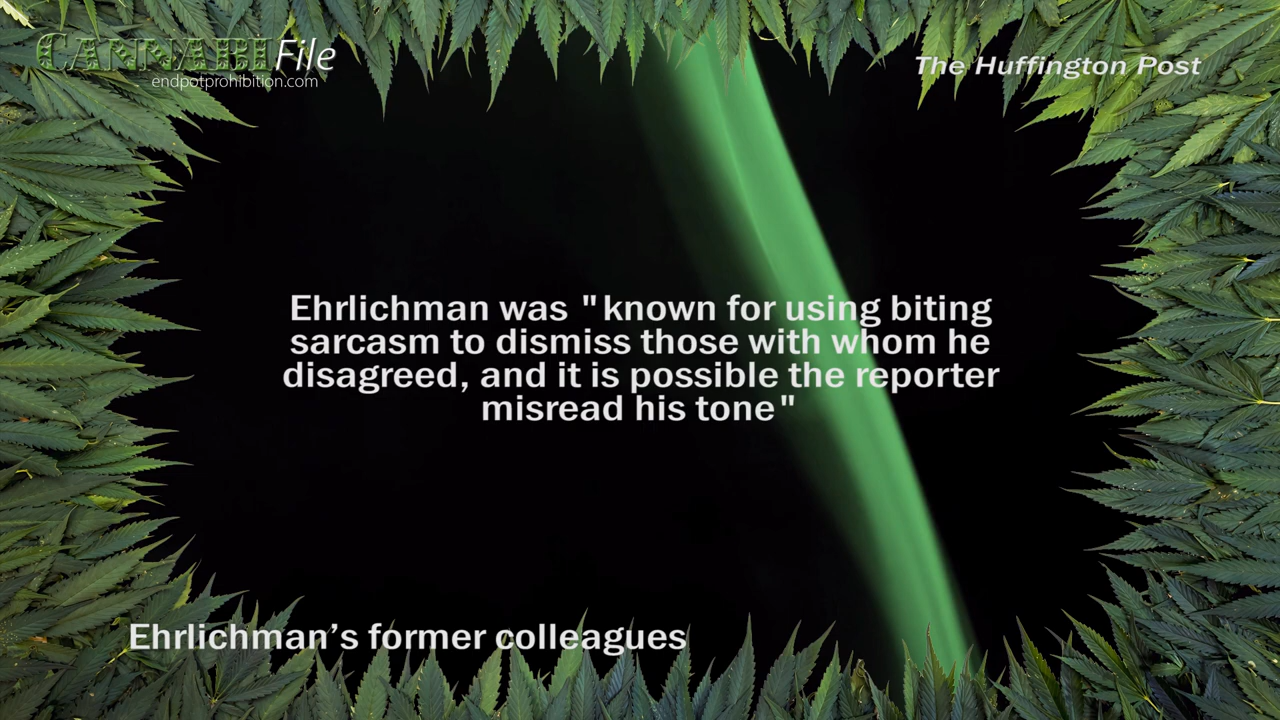 CANNABIFile
endpotprohibition.com
The Huffington Post
Ehrlichman was "known for using biting
sarcasm to dismiss those with whom he
disagreed, and it is possible the reporter
misread his tone"
Ehrlichman’s former colleagues